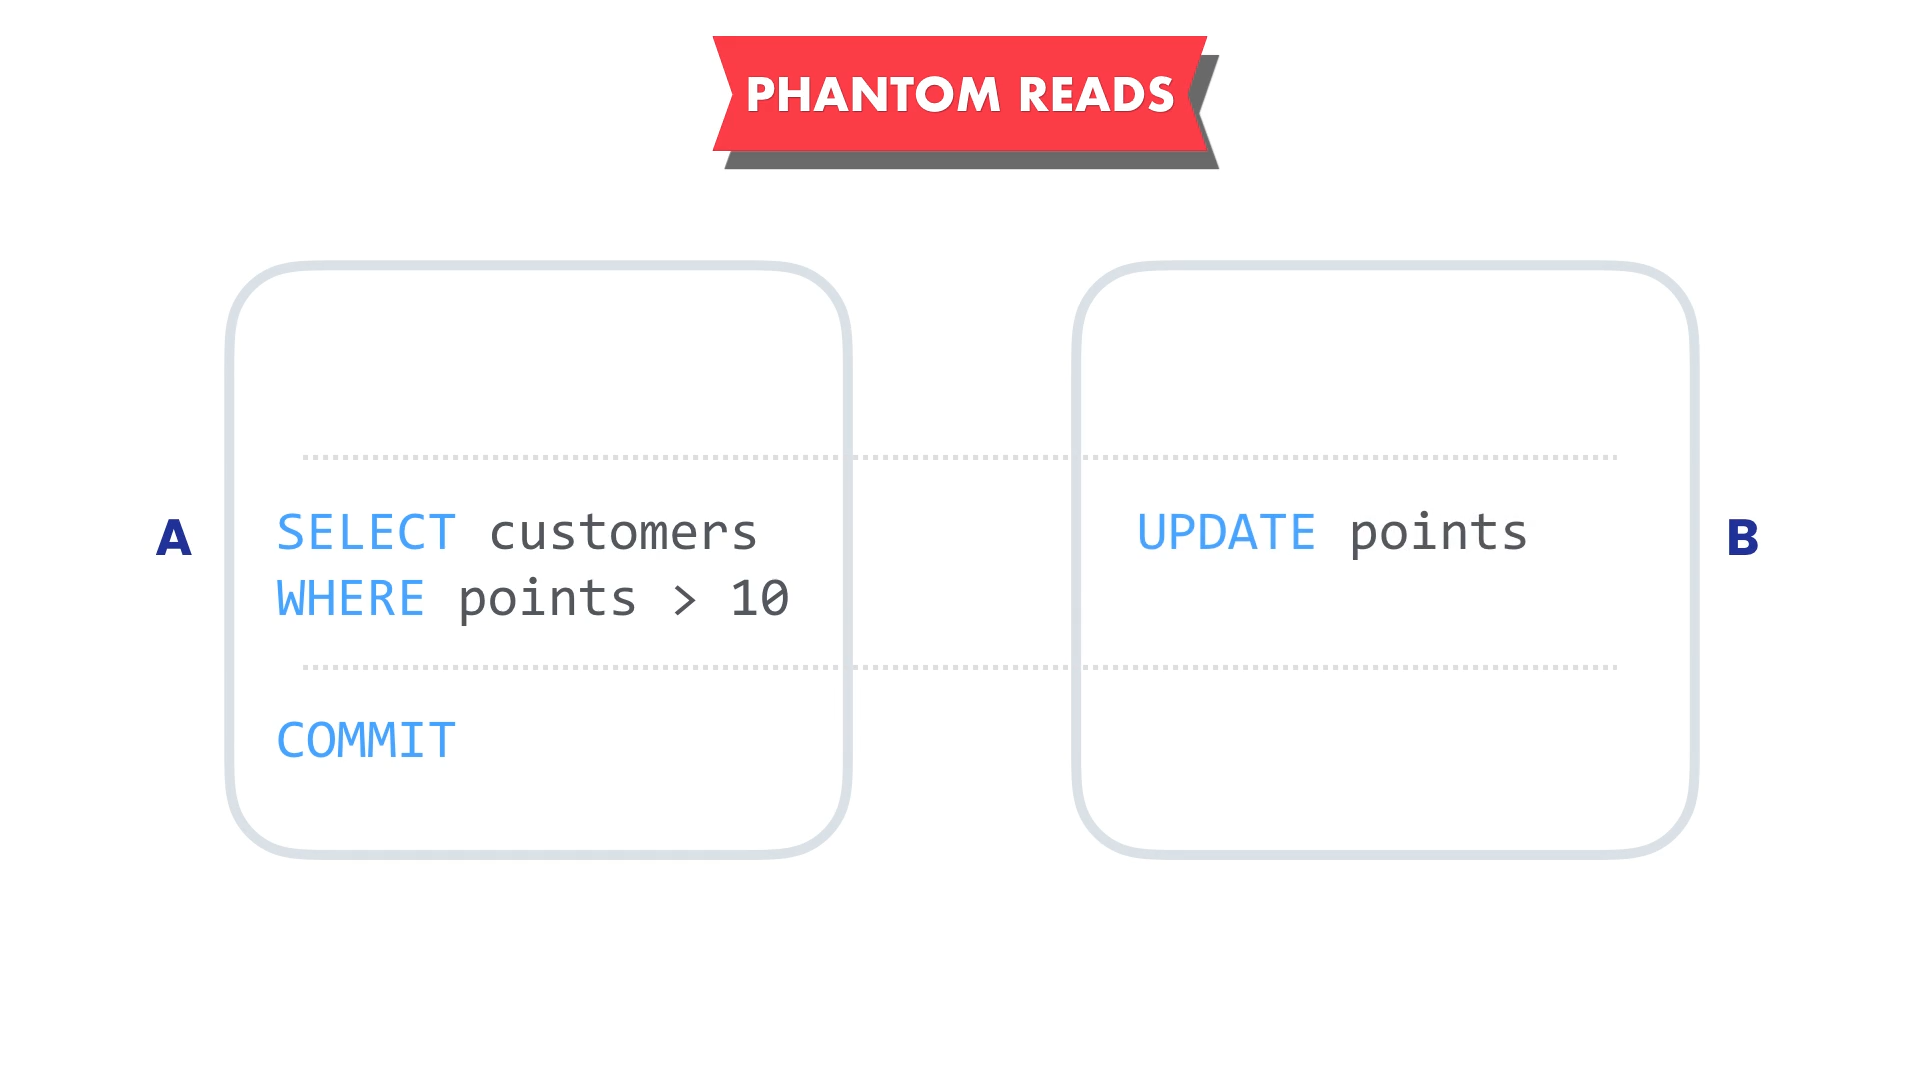 PHANTOM READS
A
SELECT customers
WHERE points > 10
COMMIT
UPDATE points
B